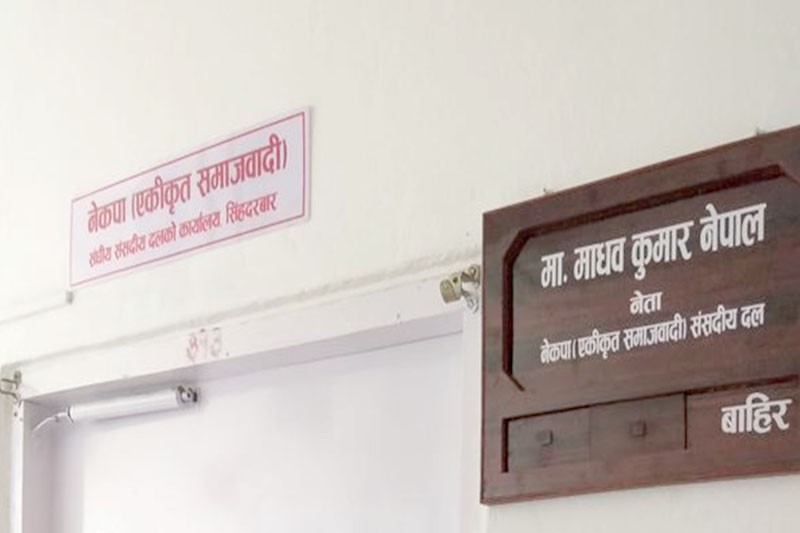 नेकपा (एकीकृत समाजवादी)
संघीय संसदीय दलको कार्यालय, सिंहदरबार
मा. माधव कुमार नेपाल
नेता
नेकपा (एकीकृत समाजवादी) संसदीय दल
बाहिर